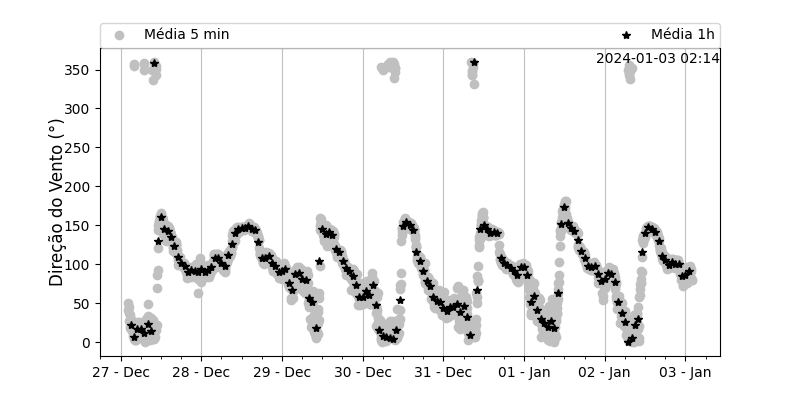 Média 5 min
Média 1h
2024-01-03 02:14
Direção do Vento (°)
350
300
250
200
150
100
50
0
27 - Dec
28 - Dec
29 - Dec
30 - Dec
31 - Dec
01 - Jan
02 - Jan
03 - Jan